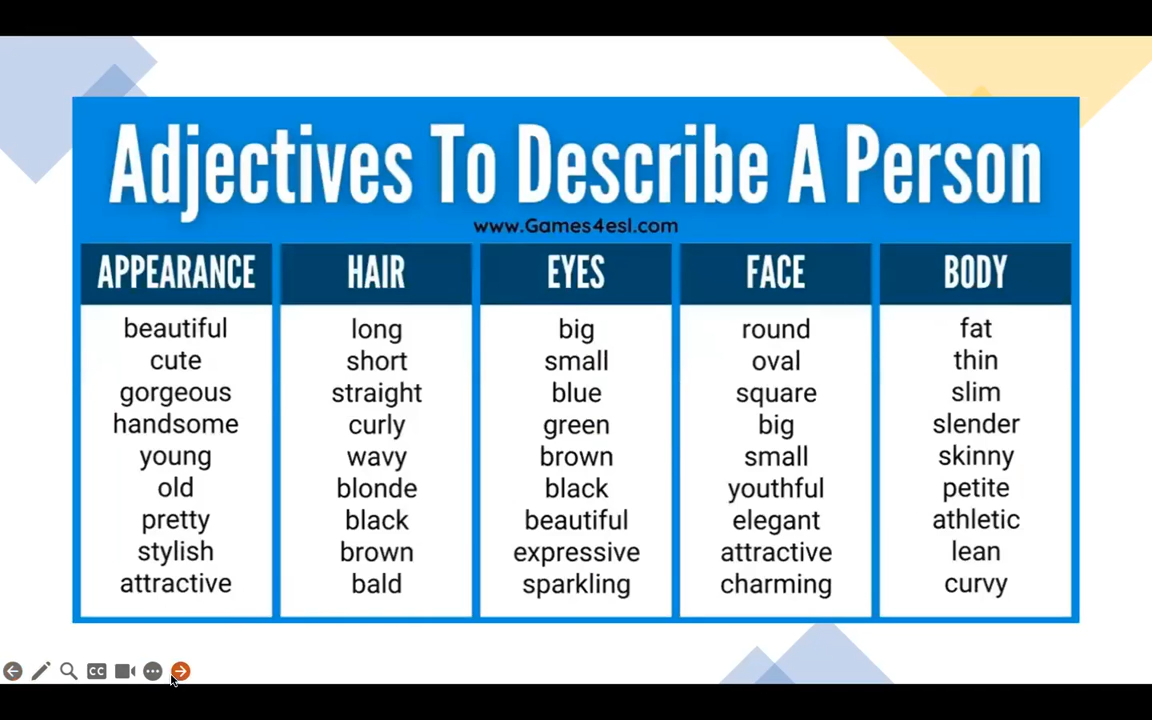 Adjectives To Describe A Person
www.Games4esl.com
APPEARANCE HAIR EYES FACE BODY
beautiful long big round fat
cute short small oval thin
gorgeous straight blue square slim
handsome curly green big slender
young wavy brown small skinny
old blonde black youthful petite
pretty black beautiful elegant athletic
stylish brown expressive attractive lean
attractive bald sparkling charming curvy
CC